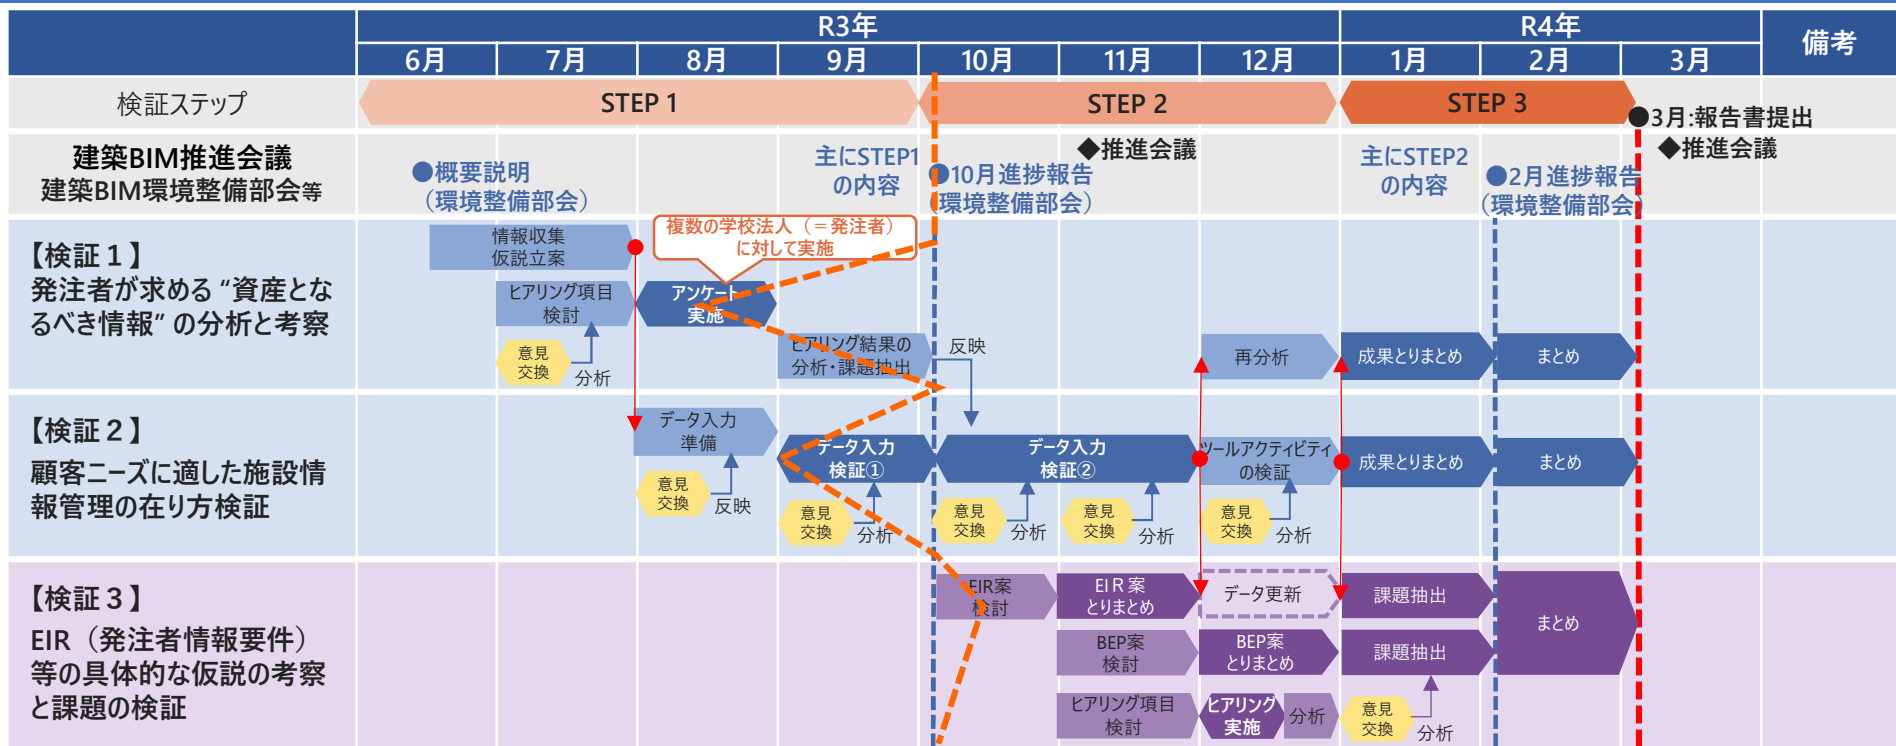 R3年
R4年
備考
6月
7月
8月
9月
10月
11月
12月
1月
2月
3月
検証ステップ
STEP 1
STEP 2
STEP 3
●3月:報告書提出
建築BIM推進会議
建築BIM環境整備部会等
●概要説明
（環境整備部会）
主にSTEP1
の内容
●10月進捗報告
（環境整備部会）
◆推進会議
主にSTEP2
の内容
●2月進捗報告
（環境整備部会）
◆推進会議
【検証１】
発注者が求める “資産とな
るべき情報” の分析と考察
情報収集
仮説立案
複数の学校法人（＝発注者）
に対して実施
ヒアリング項目
検討
アンケート
実施
意見
交換
分析
ヒアリング結果の
分析・課題抽出
反映
再分析
成果とりまとめ
まとめ
【検証２】
顧客ニーズに適した施設情
報管理の在り方検証
データ入力
準備
意見
交換
反映
データ入力
検証①
意見
交換
分析
データ入力
検証②
意見
交換
分析
意見
交換
分析
ツールアクティビティ
の検証
意見
交換
分析
成果とりまとめ
まとめ
【検証３】
EIR（発注者情報要件）
等の具体的な仮説の考察
と課題の検証
EIR案
検討
EIR案
とりまとめ
データ更新
課題抽出
まとめ
BEP案
検討
BEP案
とりまとめ
課題抽出
ヒアリング項目
検討
ヒアリング
実施
分析
意見
交換
分析